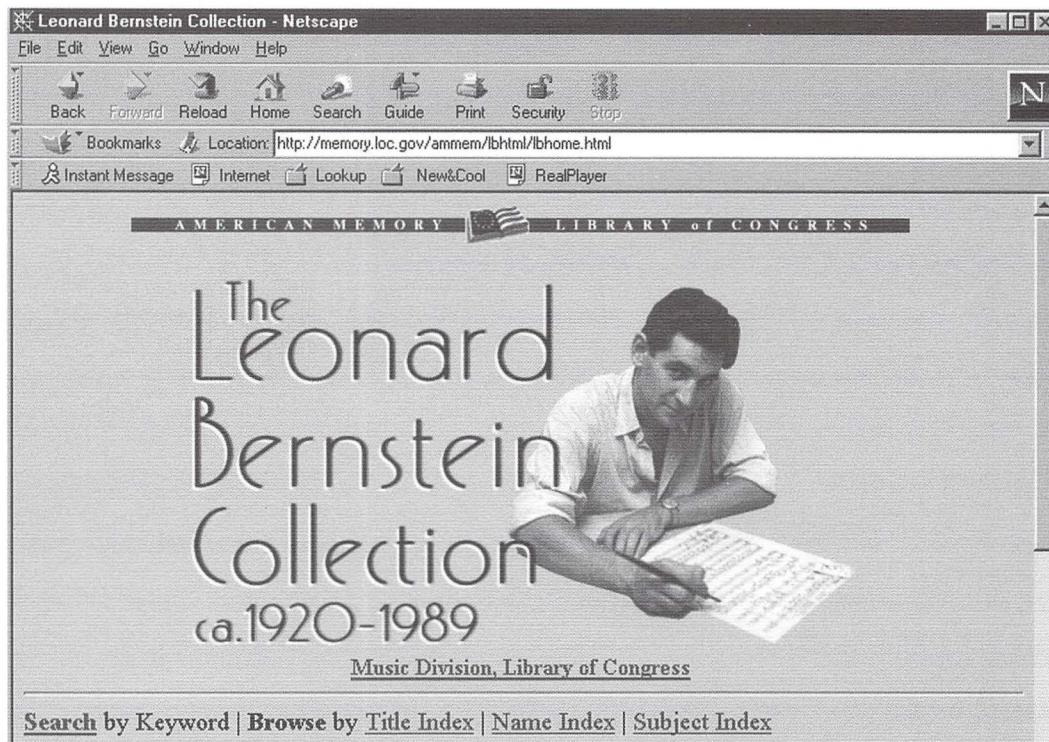 Leonard Bernstein Collection - Netscape
File Edit View Go Window Help
Back Forward Reload Home Search Guide Print Security Stop
N
Bookmarks Location: http://memory.loc.gov/ammem/lbhtml/lbhome.html
Instant Message Internet Lookup New&Cool RealPlayer
AMERICAN MEMORY LIBRARY of CONGRESS
The
Leonard
Bernstein
Collection
ca.1920-1989
Music Division, Library of Congress
Search by Keyword | Browse by Title Index | Name Index | Subject Index